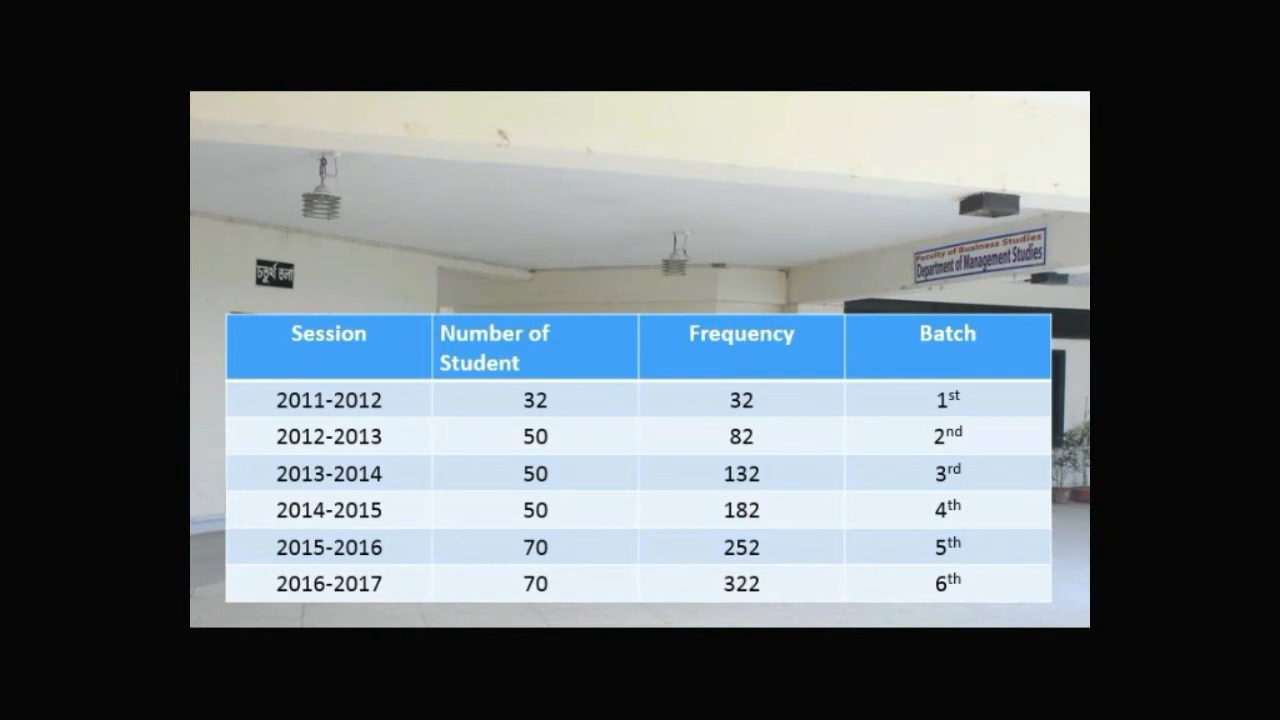 Faculty of Business Studies
Department of Management Studies
চতুর্থ তলা
Session Number of Student Frequency Batch
2011-2012 32 32 1st
2012-2013 50 82 2nd
2013-2014 50 132 3rd
2014-2015 50 182 4th
2015-2016 70 252 5th
2016-2017 70 322 6th